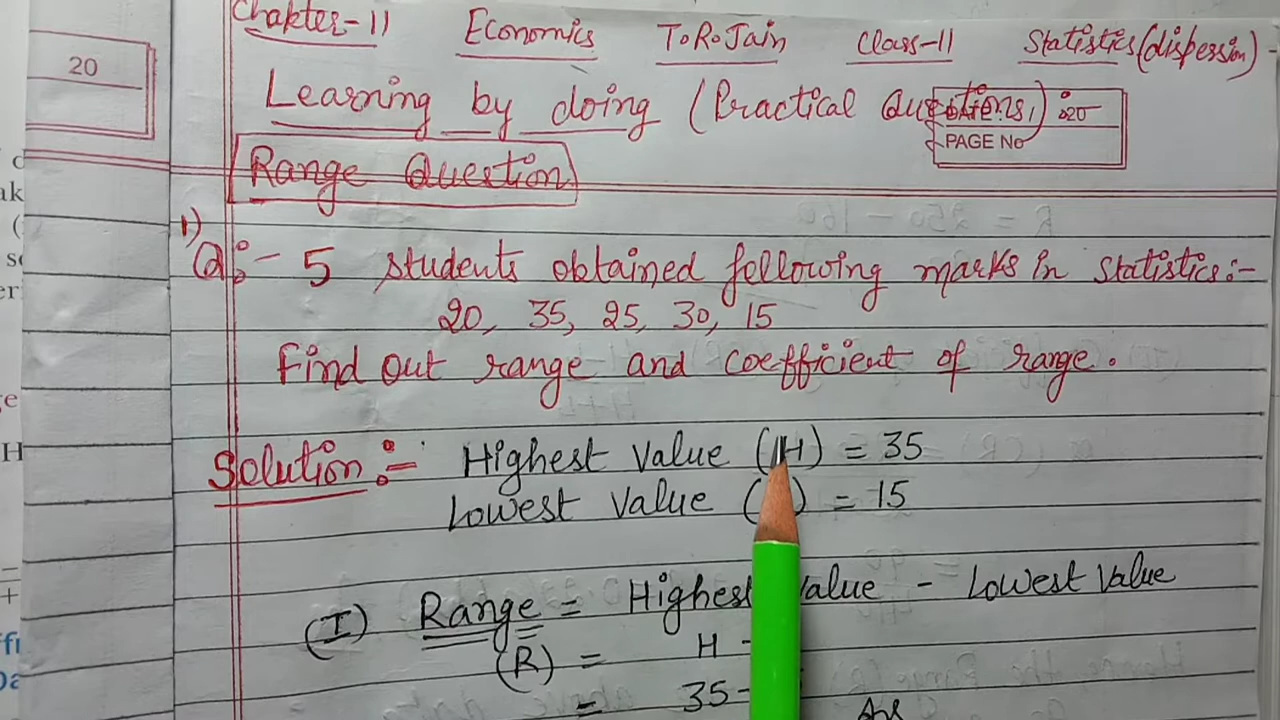 Chapter-11 Economics T.R.Jain Class-11 Statistics(dispersion)-
20
Learning by doing (Practical Questions)
PAGE No
Range Question
1)
Q:- 5 students obtained following marks in statistics:-
20, 35, 25, 30, 15
Find out range and coefficient of range.
Solution:- Highest Value (H) = 35
Lowest Value ( ) = 15
(I) Range = Highest Value - Lowest Value
(R) = H -
= 35-
Ans